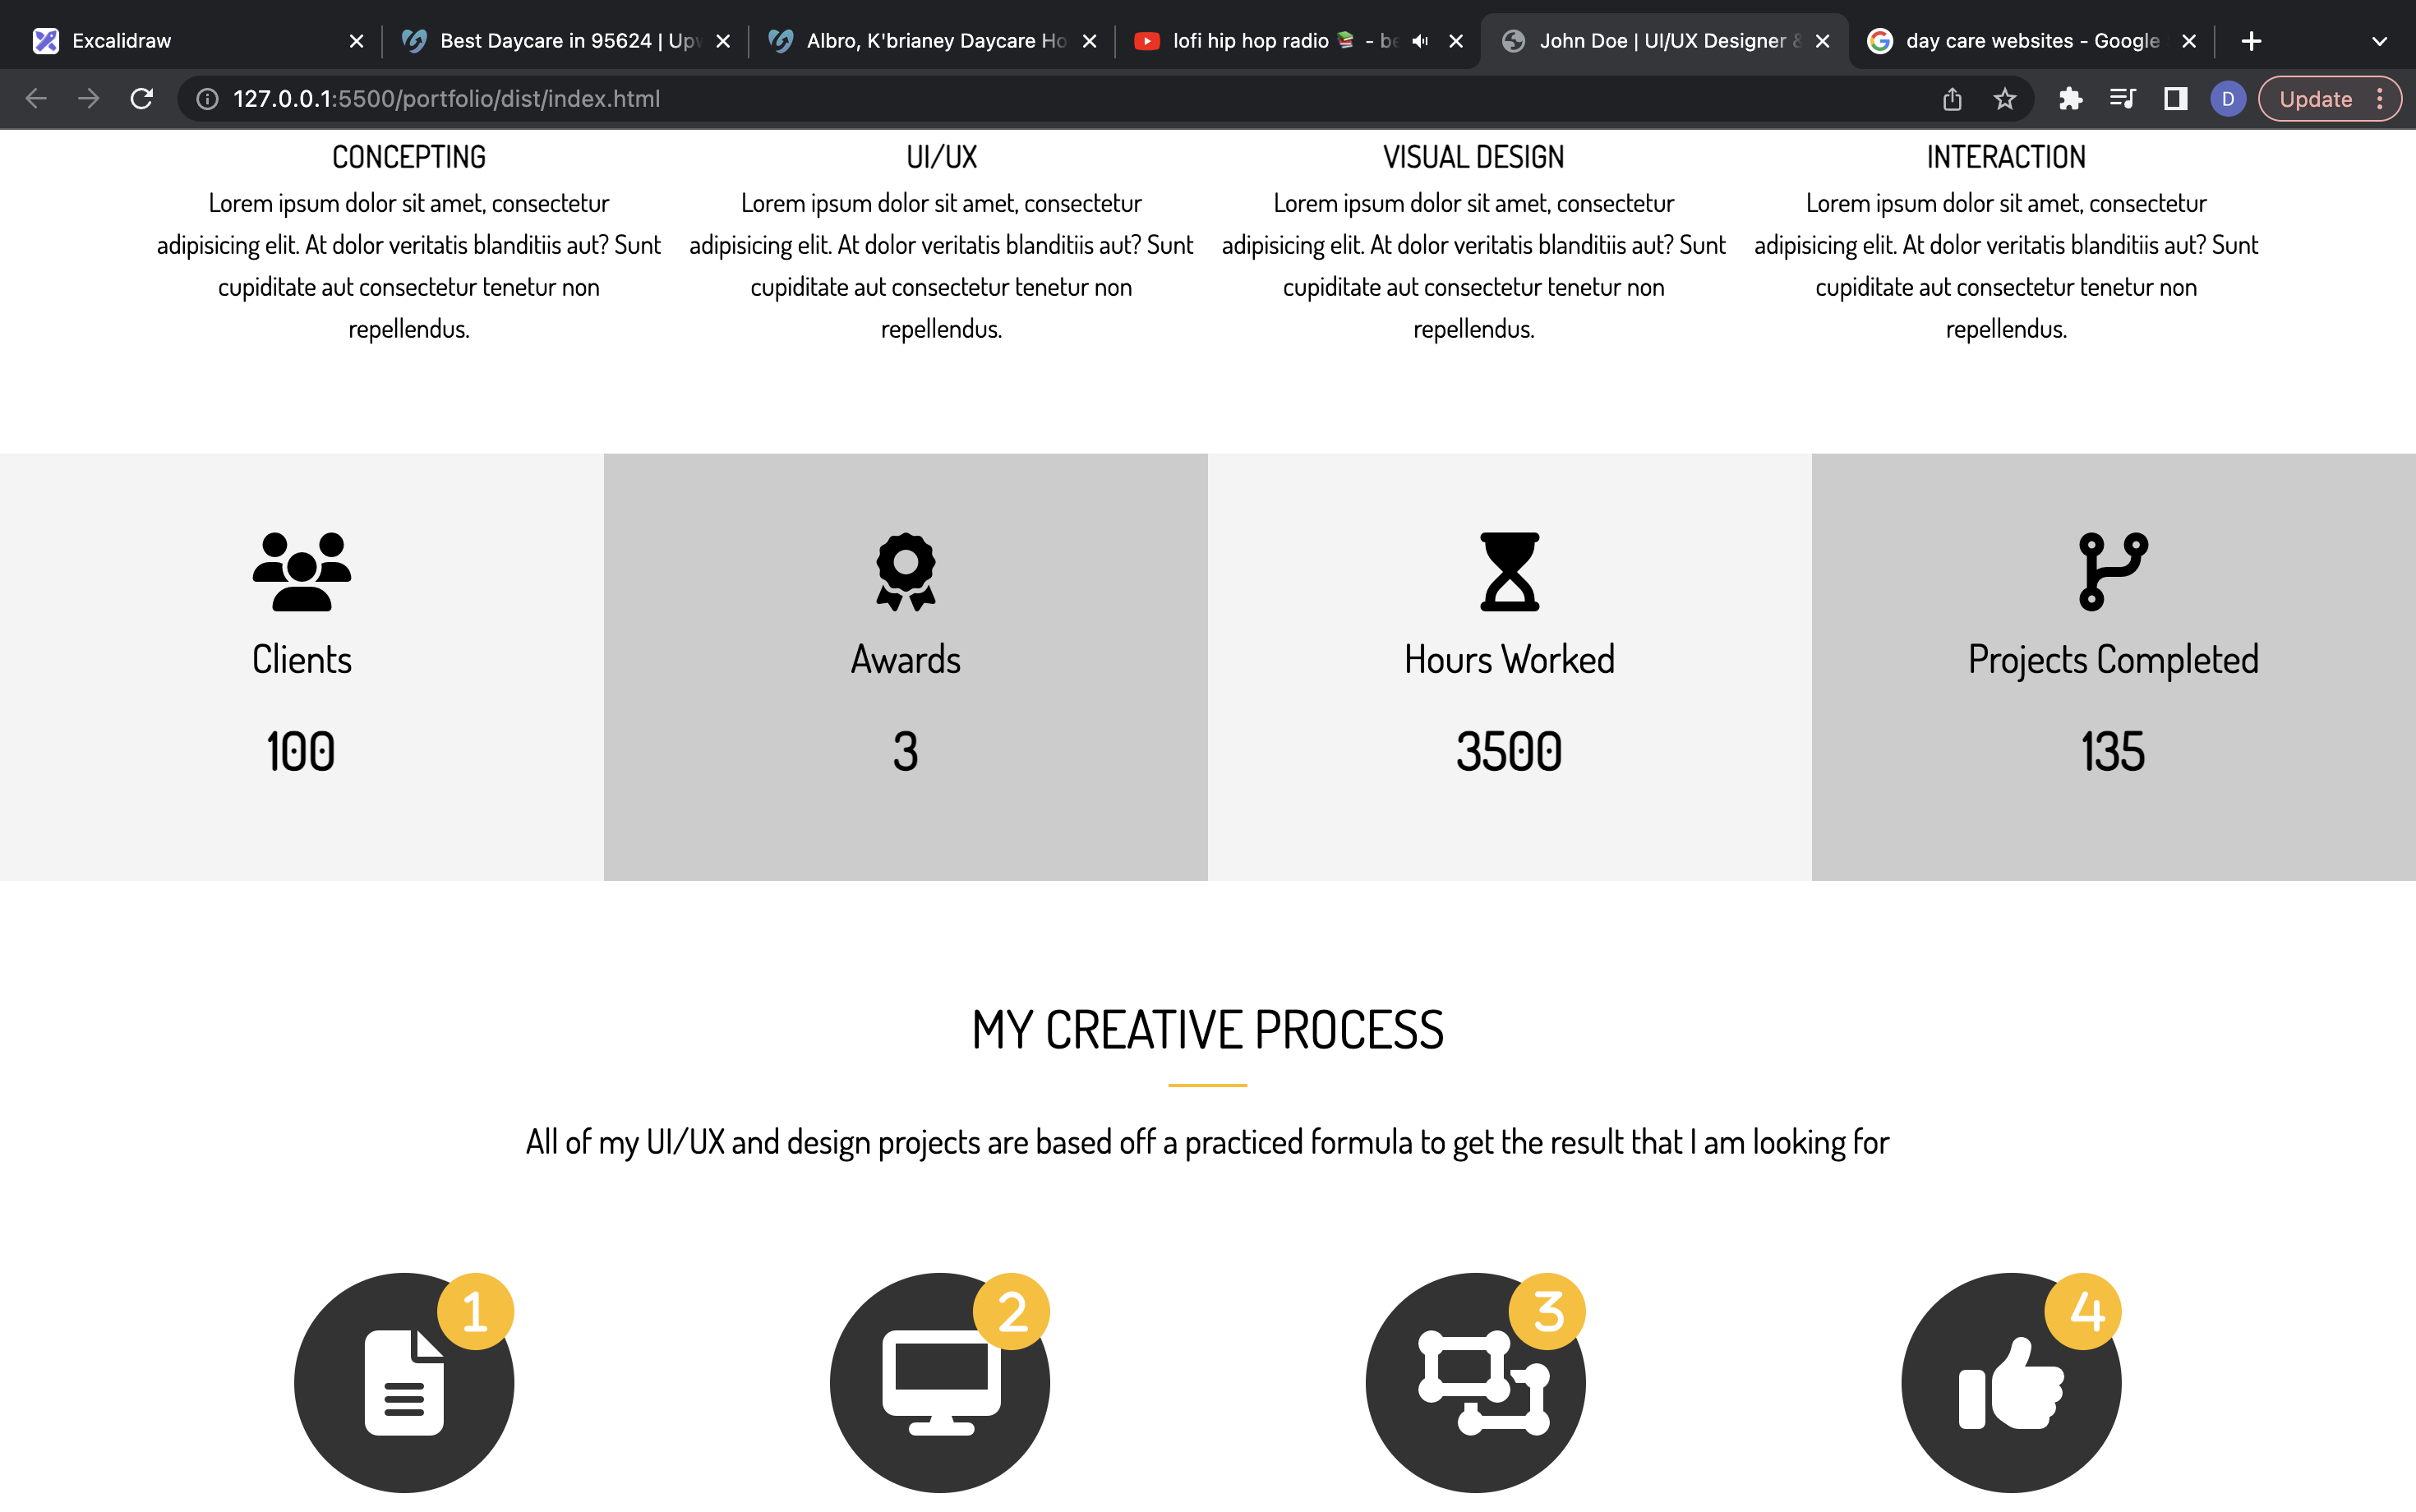 Excalidraw
Best Daycare in 95624 | Upw
Albro, K'brianey Daycare Ho
lofi hip hop radio 📚 - be
John Doe | UI/UX Designer &
day care websites - Google
127.0.0.1:5500/portfolio/dist/index.html
D
Update
CONCEPTING
Lorem ipsum dolor sit amet, consectetur
adipisicing elit. At dolor veritatis blanditiis aut? Sunt
cupiditate aut consectetur tenetur non
repellendus.
UI/UX
Lorem ipsum dolor sit amet, consectetur
adipisicing elit. At dolor veritatis blanditiis aut? Sunt
cupiditate aut consectetur tenetur non
repellendus.
VISUAL DESIGN
Lorem ipsum dolor sit amet, consectetur
adipisicing elit. At dolor veritatis blanditiis aut? Sunt
cupiditate aut consectetur tenetur non
repellendus.
INTERACTION
Lorem ipsum dolor sit amet, consectetur
adipisicing elit. At dolor veritatis blanditiis aut? Sunt
cupiditate aut consectetur tenetur non
repellendus.
Clients
100
Awards
3
Hours Worked
3500
Projects Completed
135
MY CREATIVE PROCESS
All of my UI/UX and design projects are based off a practiced formula to get the result that I am looking for
1
2
3
4